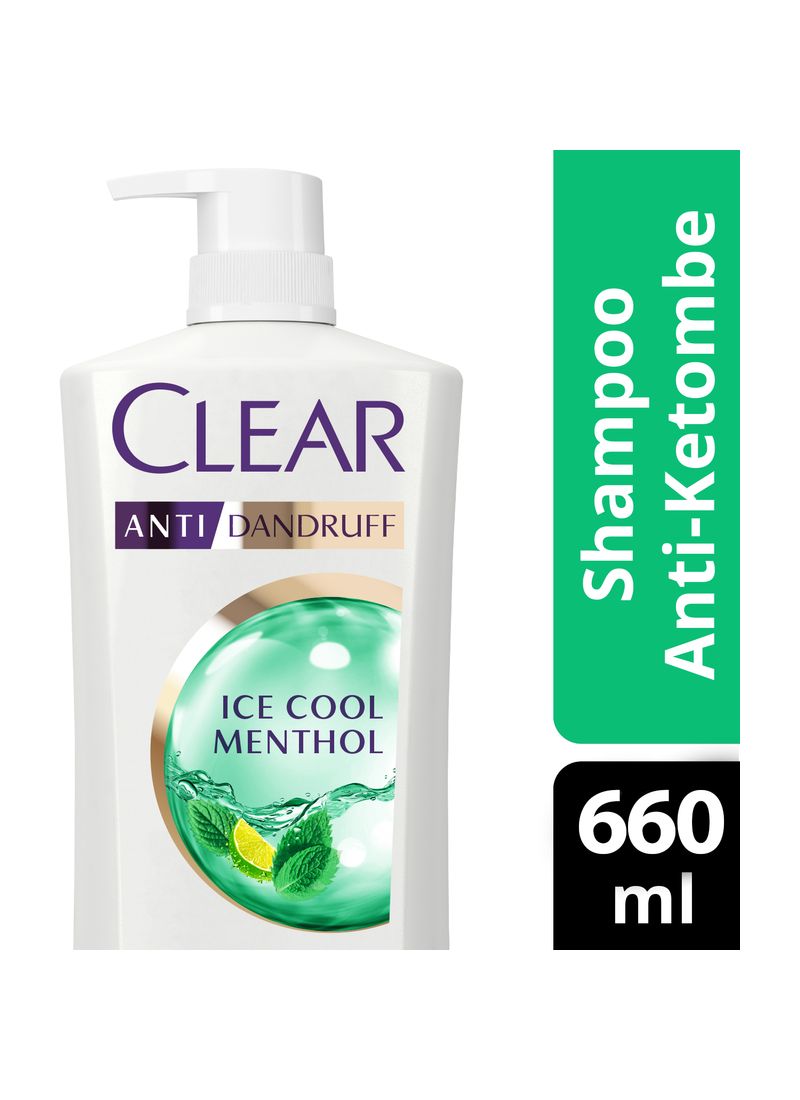 CLEAR
ANTI DANDRUFF
ICE COOL
MENTHOL
Shampoo
Anti-Ketombe
660
ml